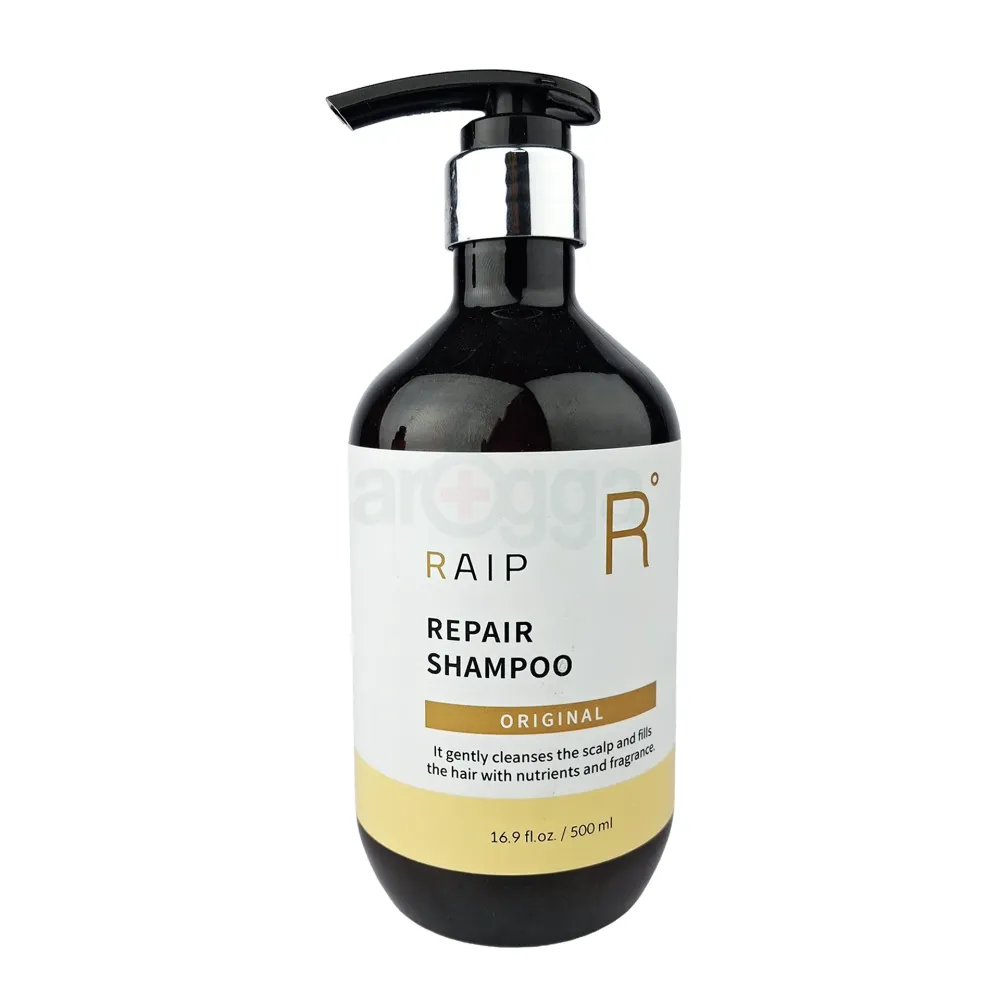 arogga
R°
RAIP
REPAIR
SHAMPOO
ORIGINAL
It gently cleanses the scalp and fills
the hair with nutrients and fragrance.
16.9 fl.oz. / 500 ml